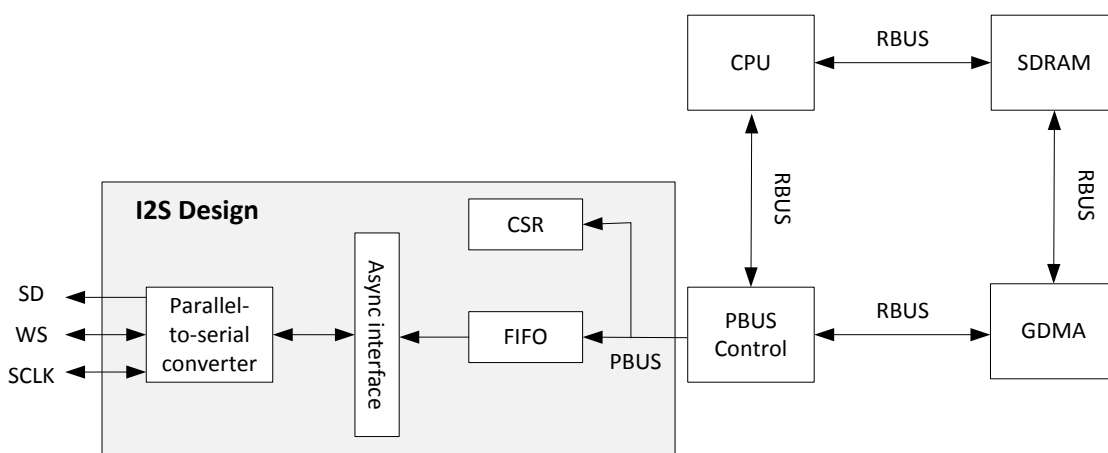 CPU
RBUS
SDRAM
RBUS
RBUS
I2S Design
CSR
Async interface
SD
WS
SCLK
Parallel-
to-serial
converter
FIFO
PBUS
PBUS
Control
RBUS
GDMA